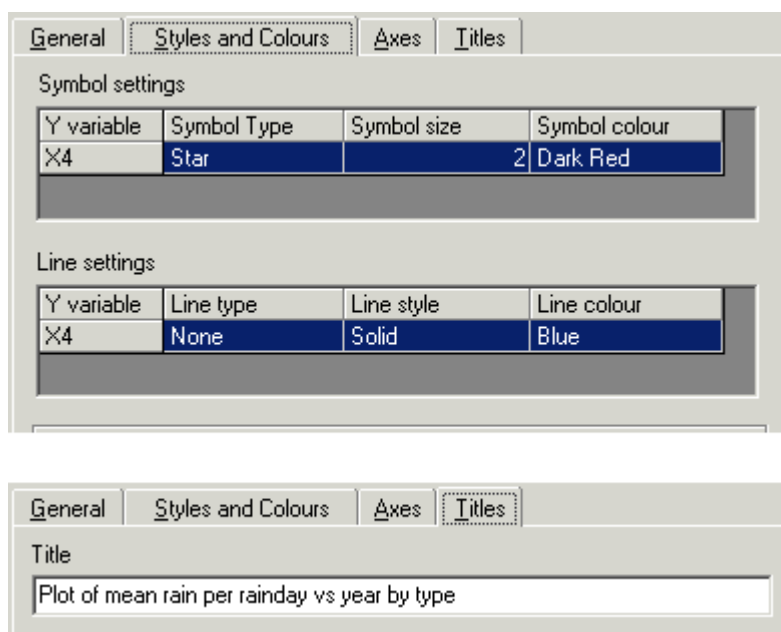 General Styles and Colours Axes Titles
Symbol settings
Y variable Symbol Type Symbol size Symbol colour
X4 Star 2 Dark Red
Line settings
Y variable Line type Line style Line colour
X4 None Solid Blue
General Styles and Colours Axes Titles
Title
Plot of mean rain per rainday vs year by type